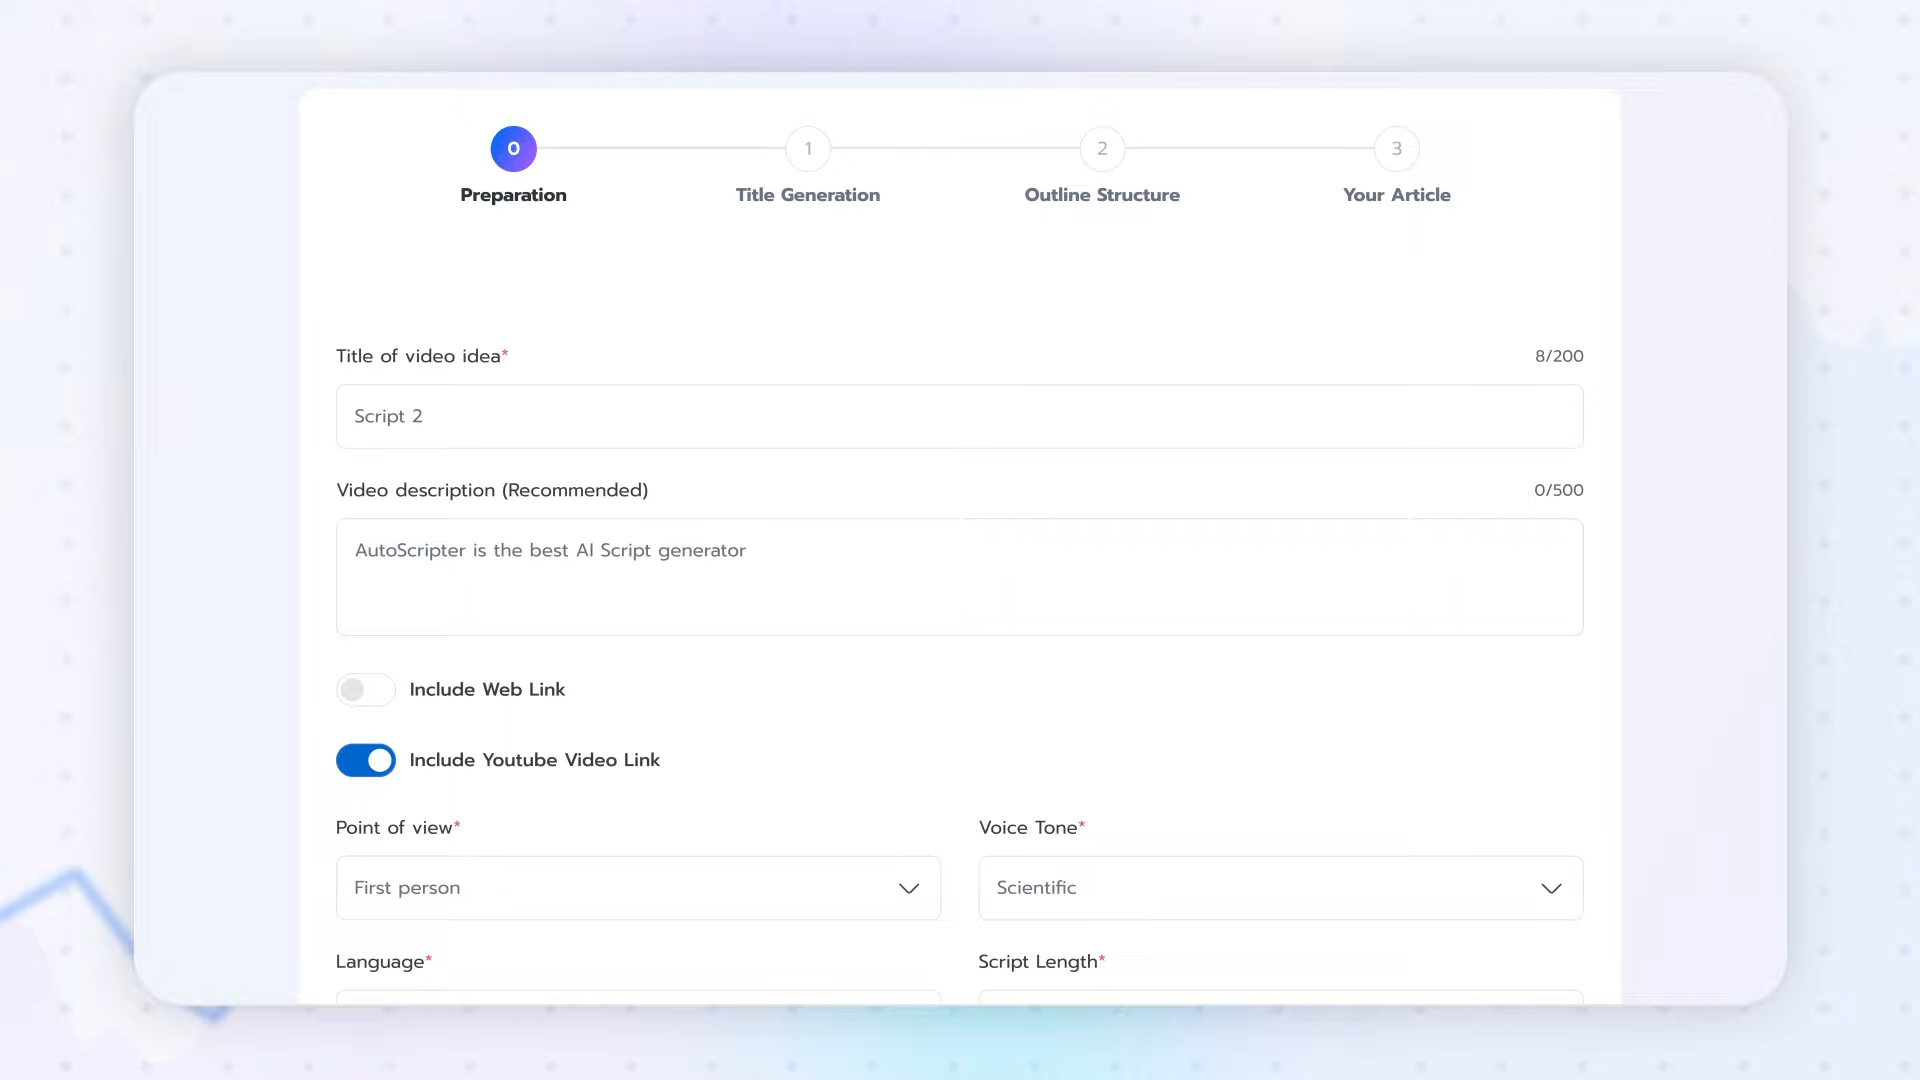 0 1 2 3
Preparation Title Generation Outline Structure Your Article
Title of video idea* 8/200
Script 2
Video description (Recommended) 0/500
AutoScripter is the best AI Script generator
Include Web Link
Include Youtube Video Link
Point of view* Voice Tone*
First person Scientific
Language* Script Length*